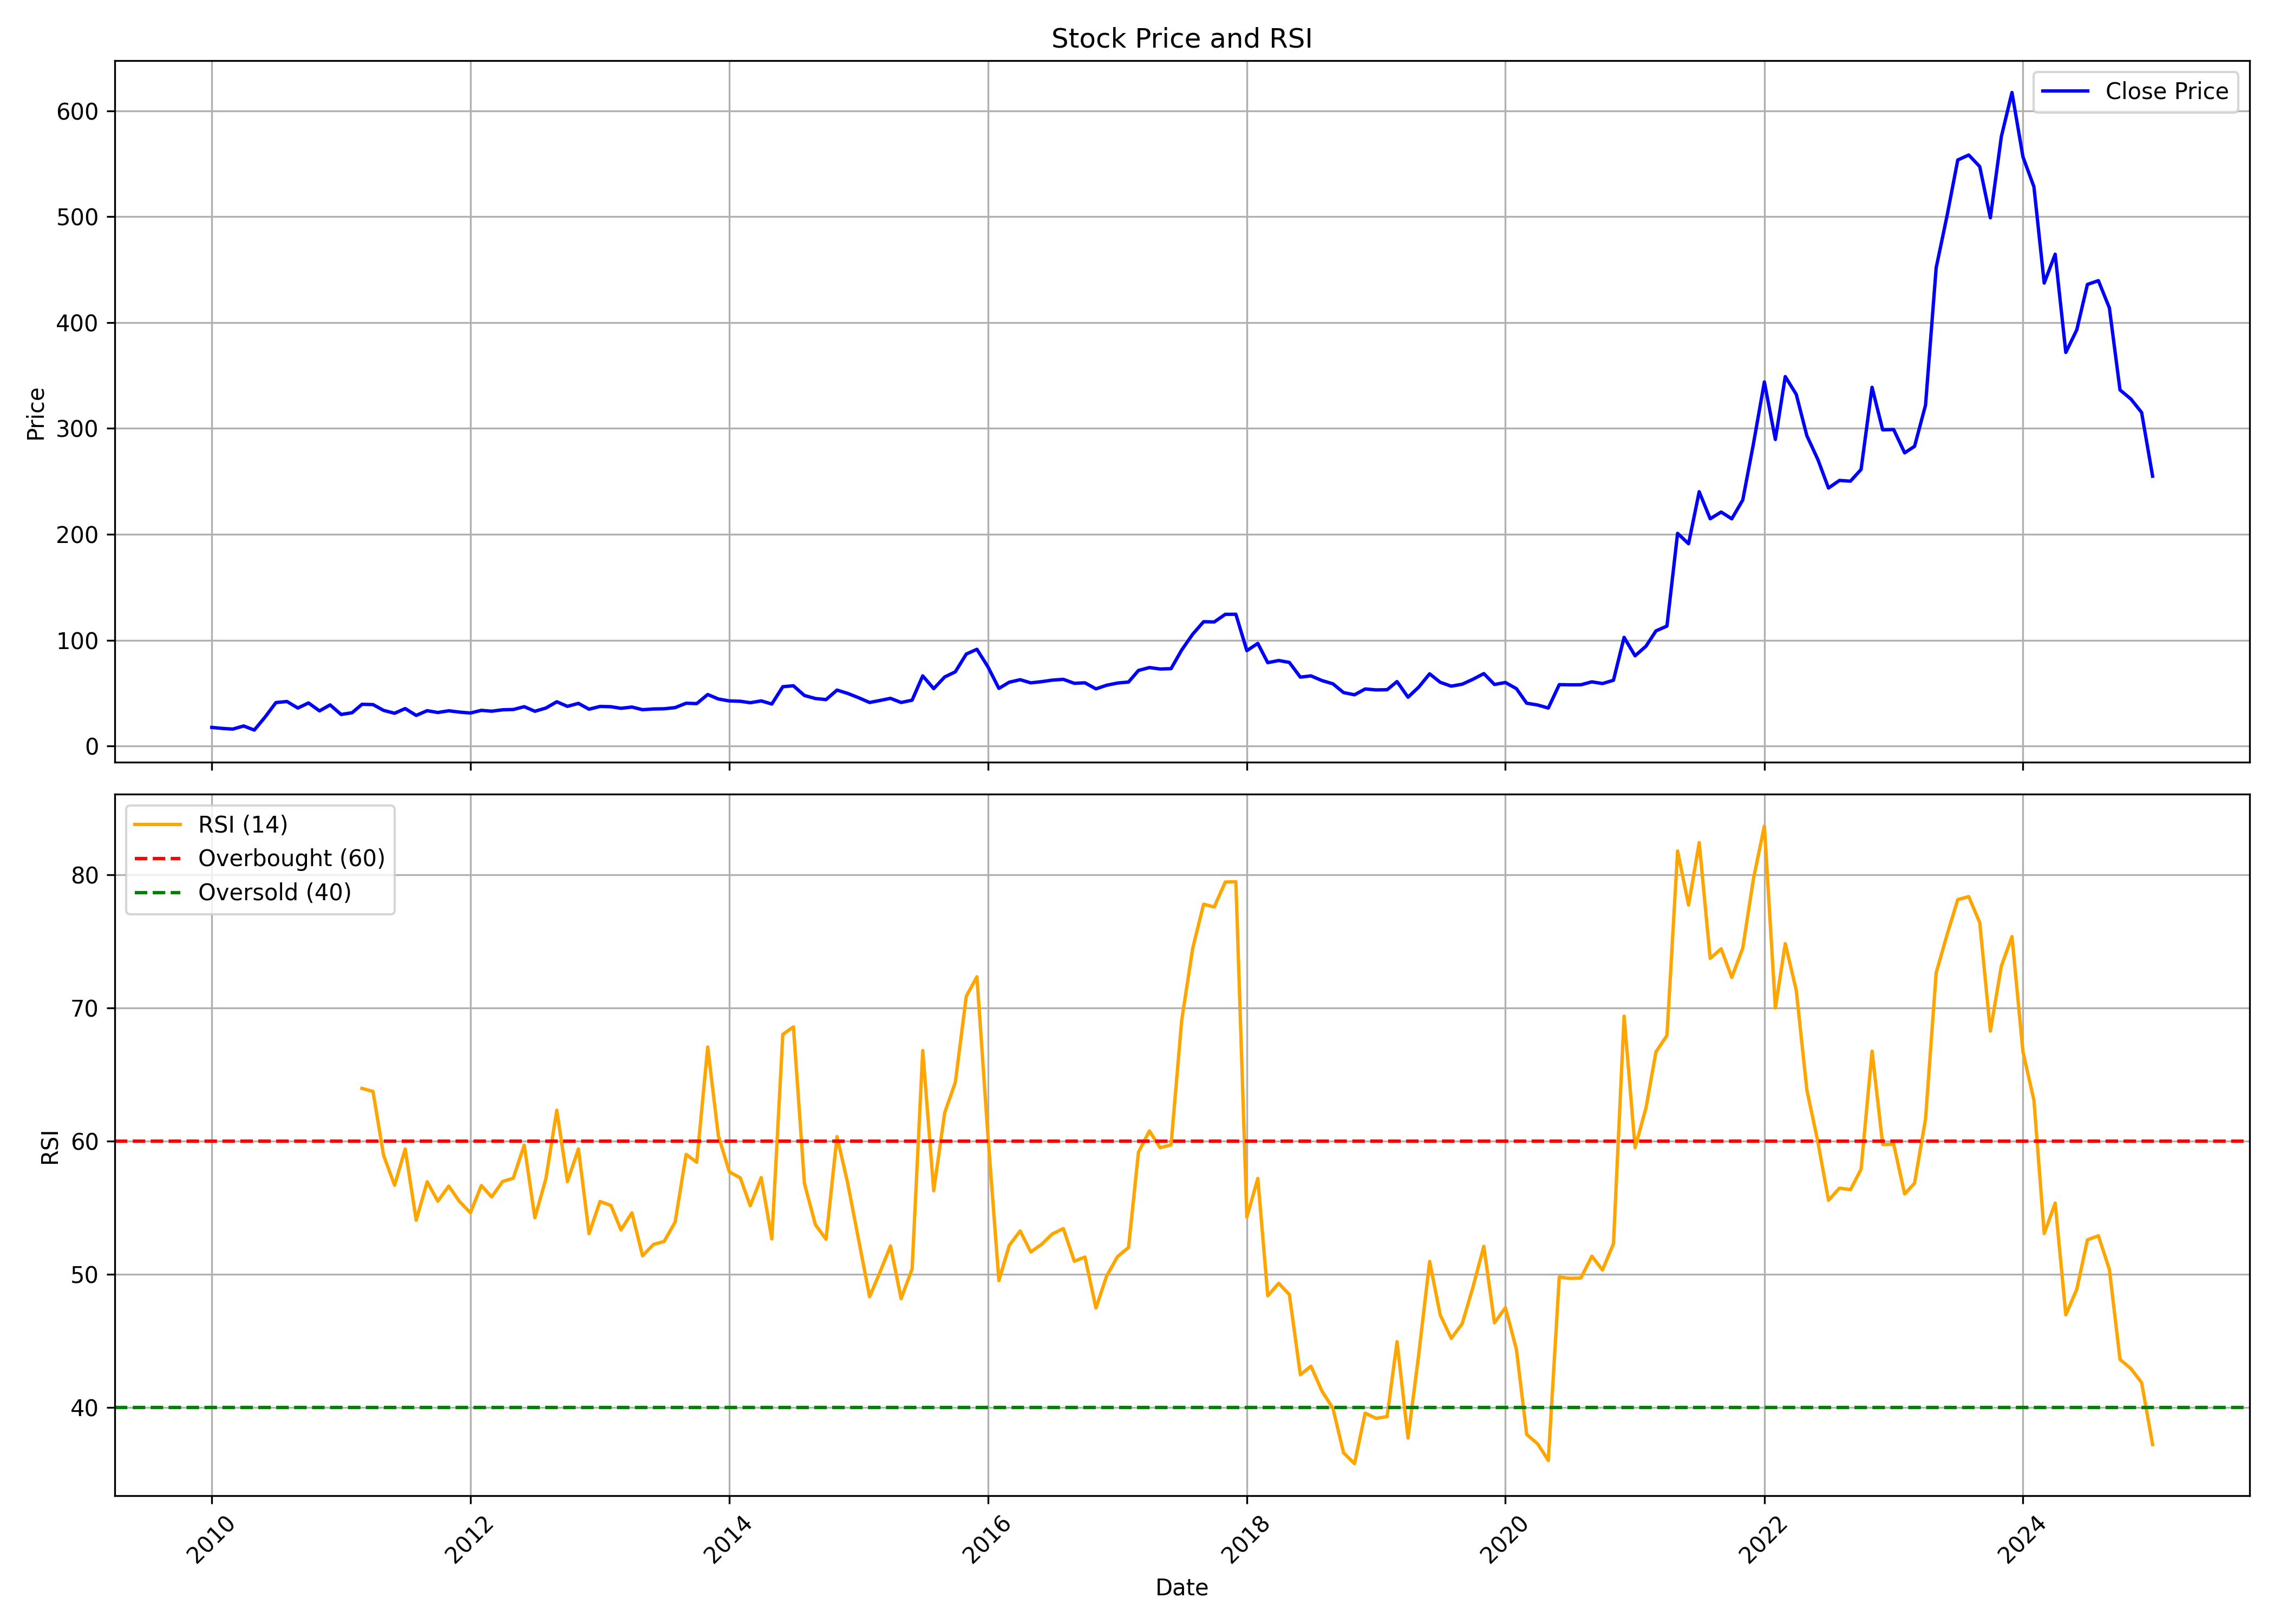 Stock Price and RSI
Close Price
600
500
400
300
200
100
0
Price
RSI (14)
Overbought (60)
Oversold (40)
80
70
60
50
40
RSI
2010
2012
2014
2016
2018
2020
2022
2024
Date